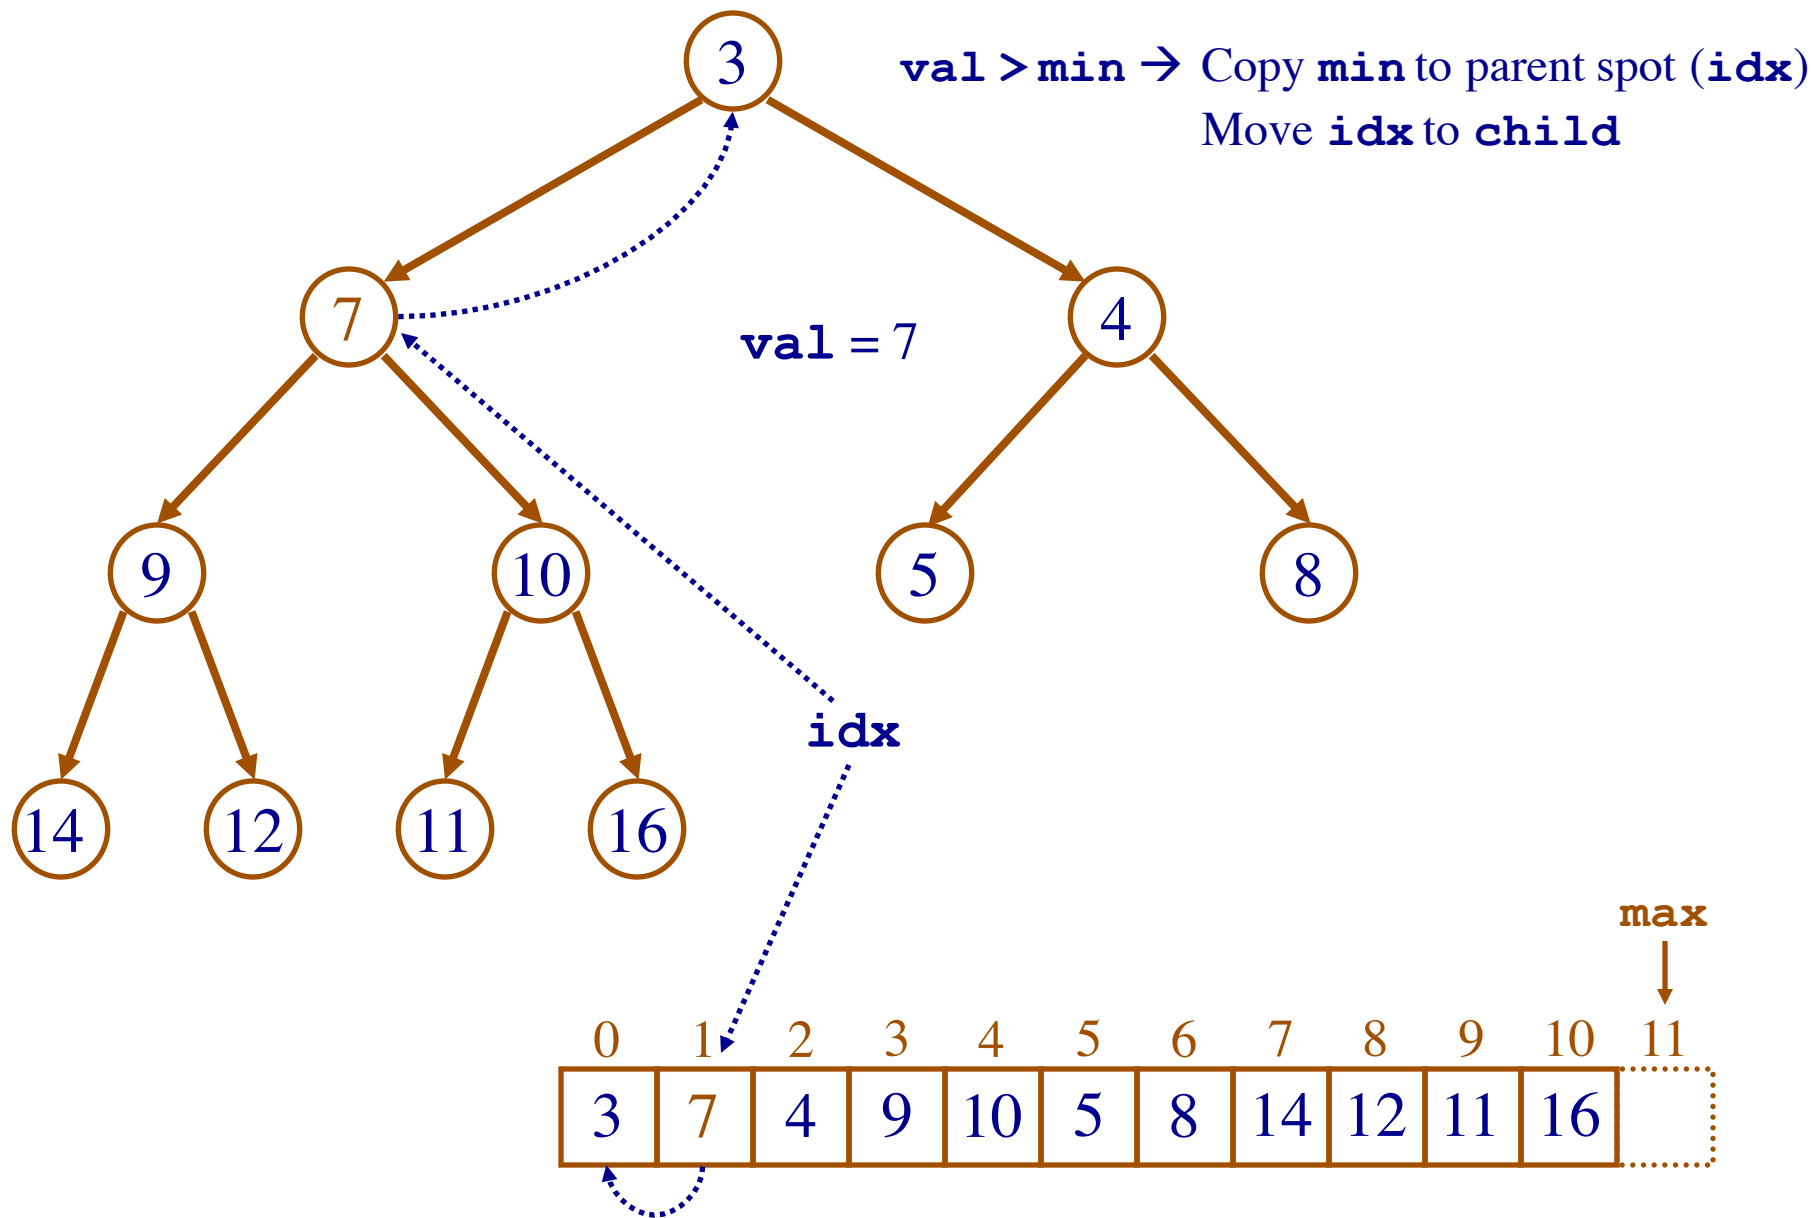 3
val > min → Copy min to parent spot (idx)
Move idx to child
7
val = 7
4
9
10
5
8
idx
14
12
11
16
max
0 1 2 3 4 5 6 7 8 9 10 11
3 7 4 9 10 5 8 14 12 11 16